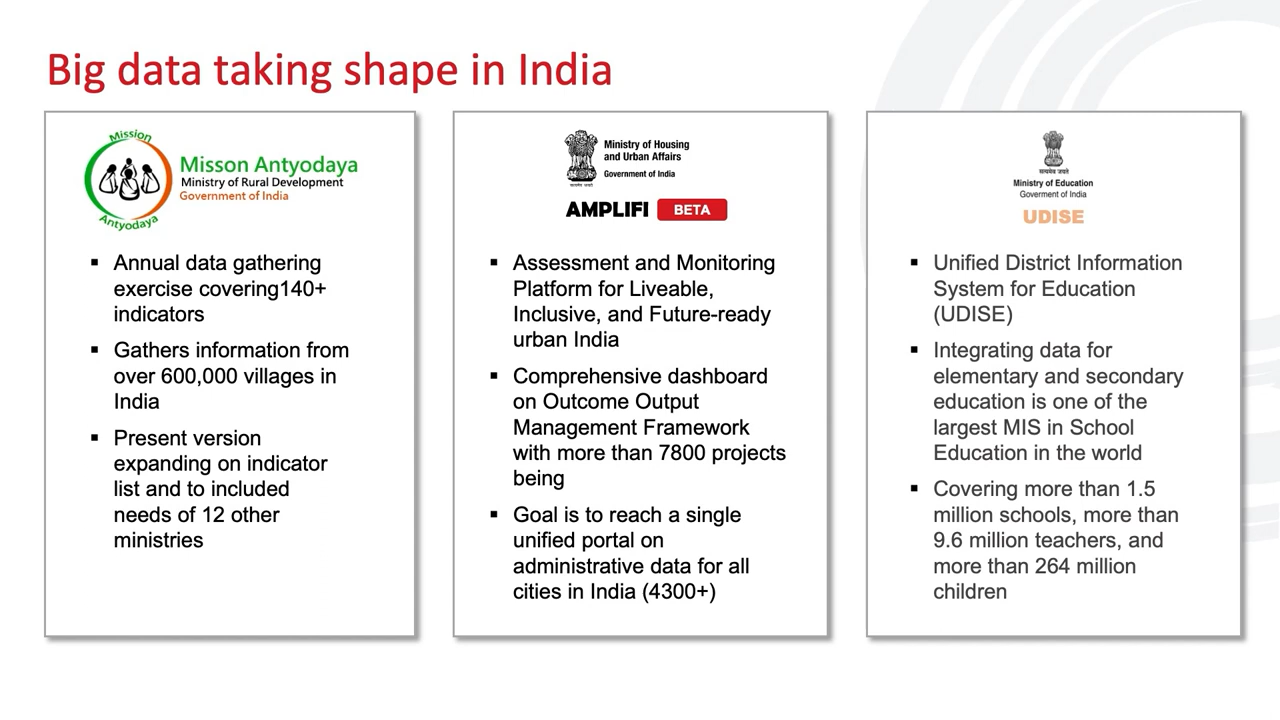 Big data taking shape in India
Mission
Antyodaya
Misson Antyodaya
Ministry of Rural Development
Government of India
▪ Annual data gathering
exercise covering140+
indicators
▪ Gathers information from
over 600,000 villages in
India
▪ Present version
expanding on indicator
list and to included
needs of 12 other
ministries
सत्यमेव जयते
Ministry of Housing
and Urban Affairs
Government of India
AMPLIFI BETA
▪ Assessment and Monitoring
Platform for Liveable,
Inclusive, and Future-ready
urban India
▪ Comprehensive dashboard
on Outcome Output
Management Framework
with more than 7800 projects
being
▪ Goal is to reach a single
unified portal on
administrative data for all
cities in India (4300+)
सत्यमेव जयते
Ministry of Education
Government of India
UDISE
▪ Unified District Information
System for Education
(UDISE)
▪ Integrating data for
elementary and secondary
education is one of the
largest MIS in School
Education in the world
▪ Covering more than 1.5
million schools, more than
9.6 million teachers, and
more than 264 million
children